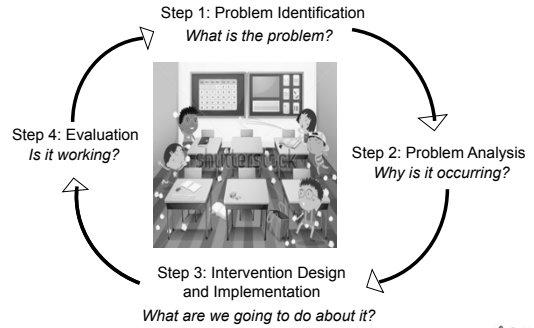 Step 1: Problem Identification
What is the problem?
Step 2: Problem Analysis
Why is it occurring?
Step 3: Intervention Design
and Implementation
What are we going to do about it?
Step 4: Evaluation
Is it working?
shutterstock